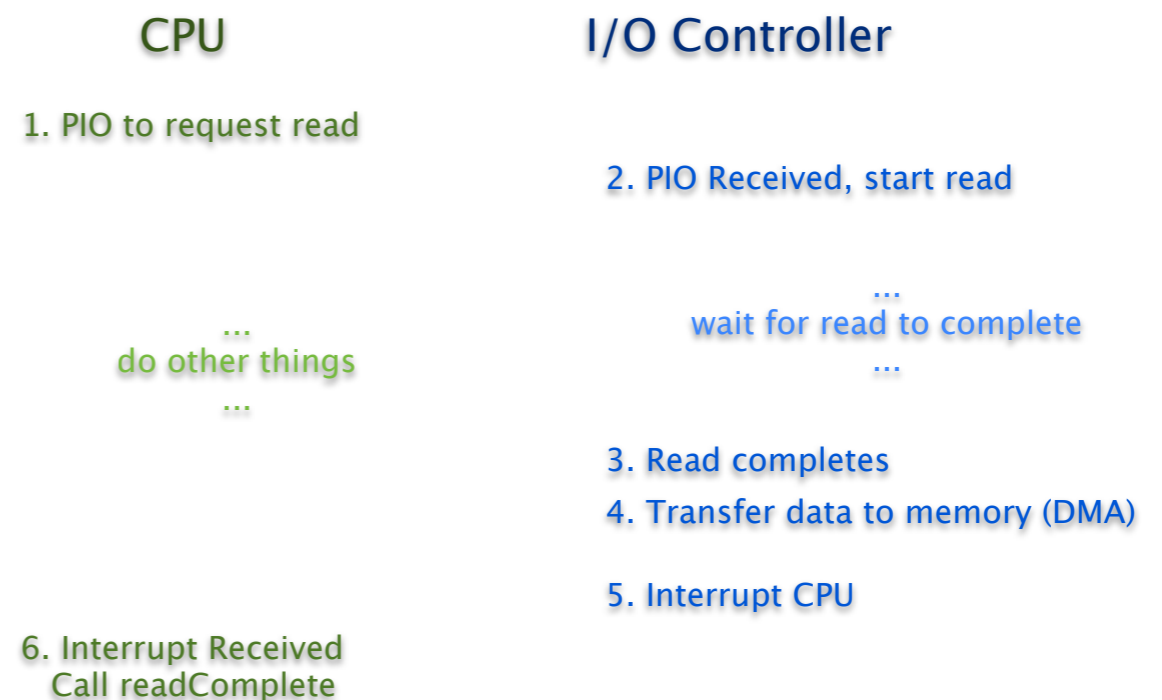 CPU
I/O Controller
1. PIO to request read
2. PIO Received, start read
...
wait for read to complete
...
...
do other things
...
3. Read completes
4. Transfer data to memory (DMA)
5. Interrupt CPU
6. Interrupt Received
Call readComplete